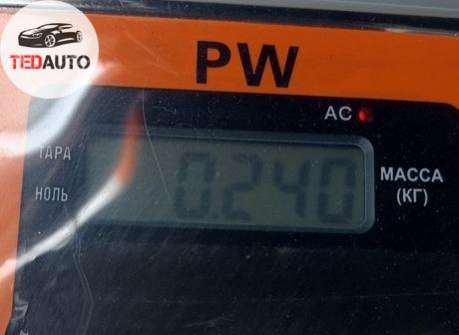 TEDAUTO
PW
AC
ТАРА
НОЛЬ
0.240
МАССА
(КГ)